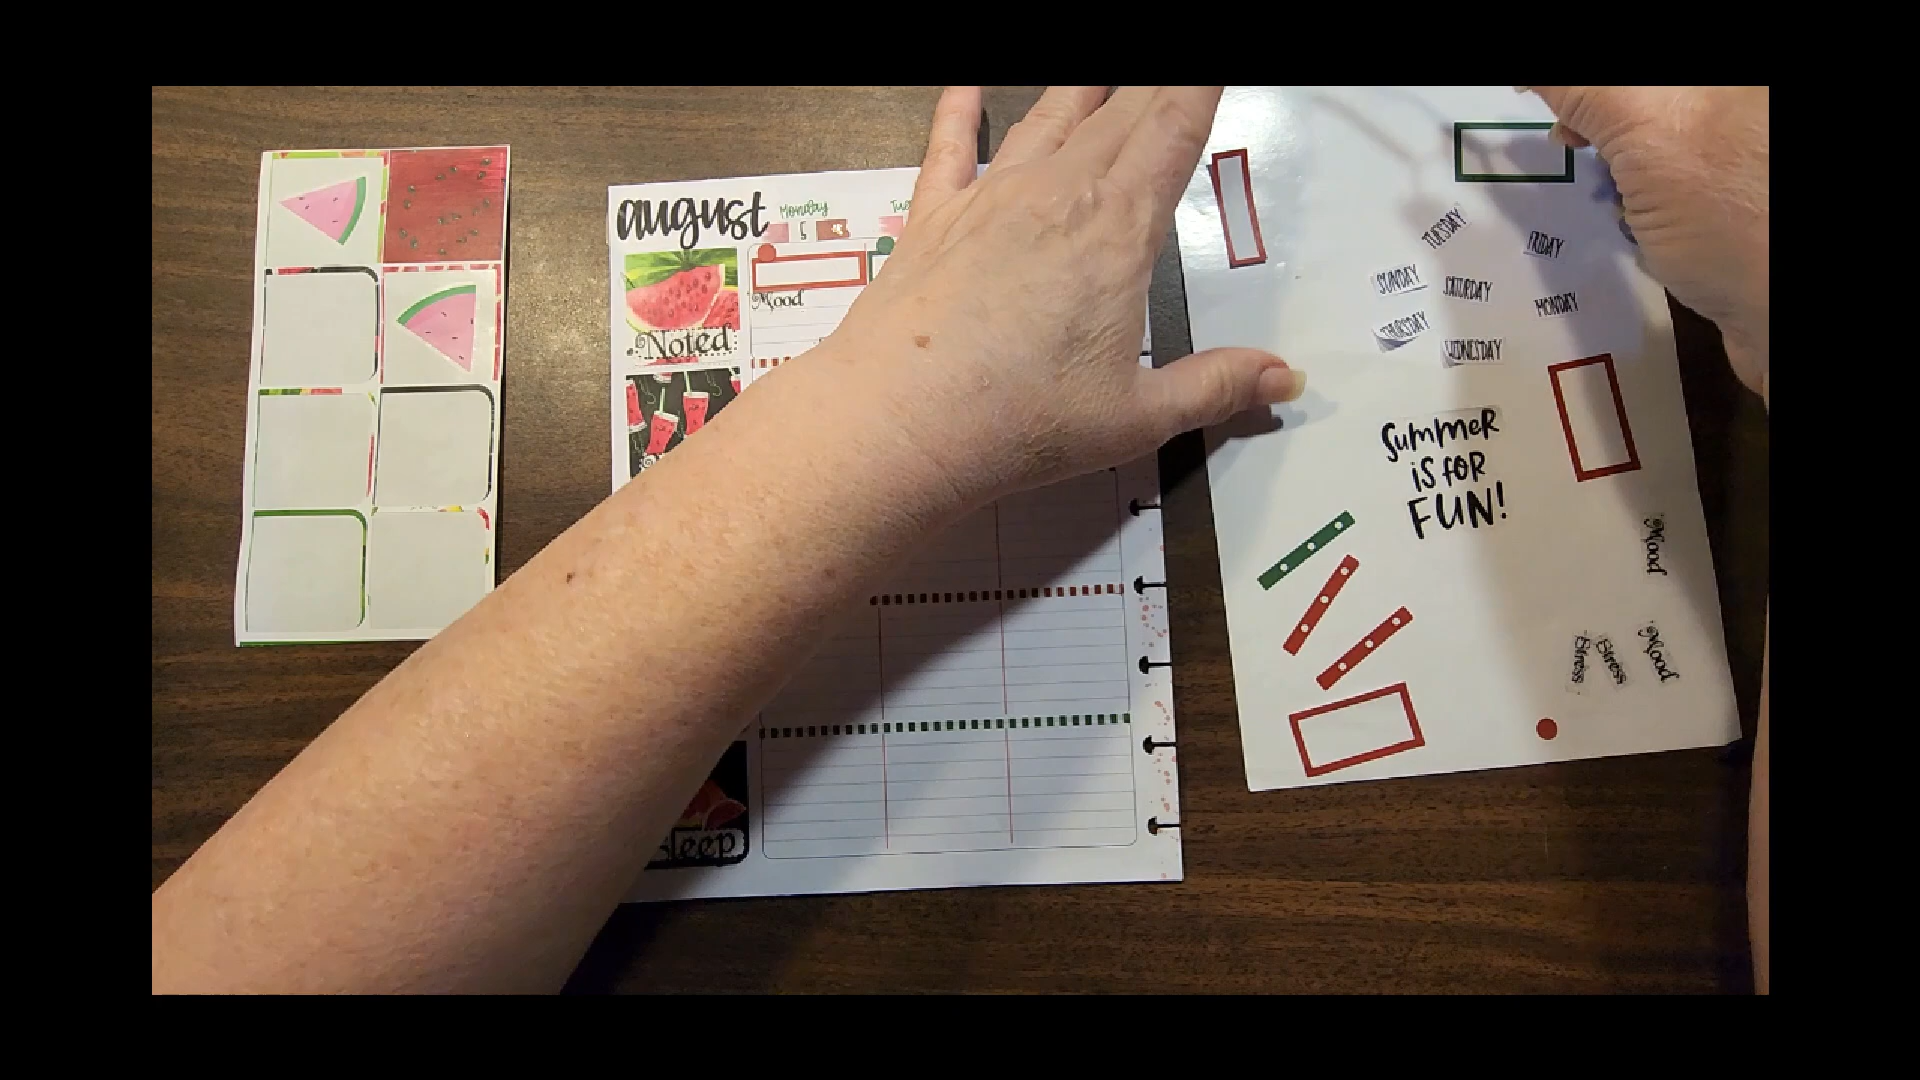 august
Monday
5
Mood
Noted
sleep
TUESDAY
FRIDAY
SUNDAY
SATURDAY
MONDAY
THURSDAY
WEDNESDAY
Summer
is for
FUN!
Mood
Mood
Stress
Stress